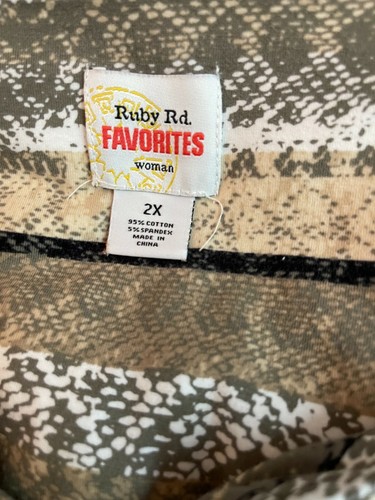 Ruby Rd.
FAVORITES
woman
2X
95% COTTON
5% SPANDEX
MADE IN
CHINA